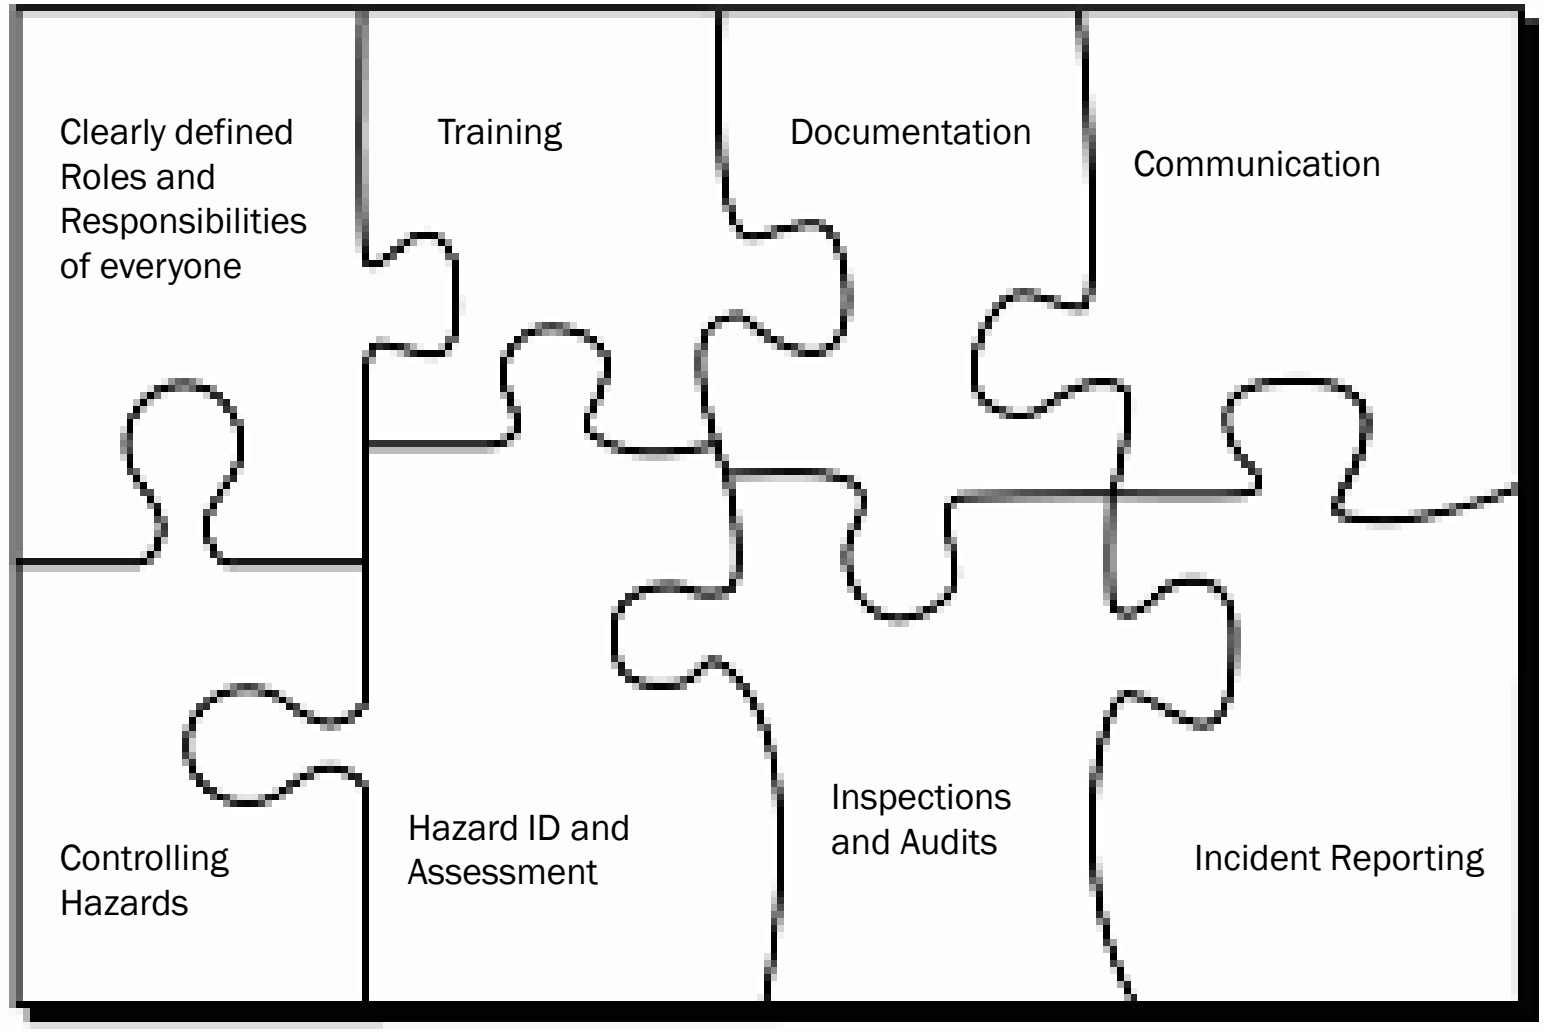 Clearly defined
Roles and
Responsibilities
of everyone
Training
Documentation
Communication
Controlling
Hazards
Hazard ID and
Assessment
Inspections
and Audits
Incident Reporting